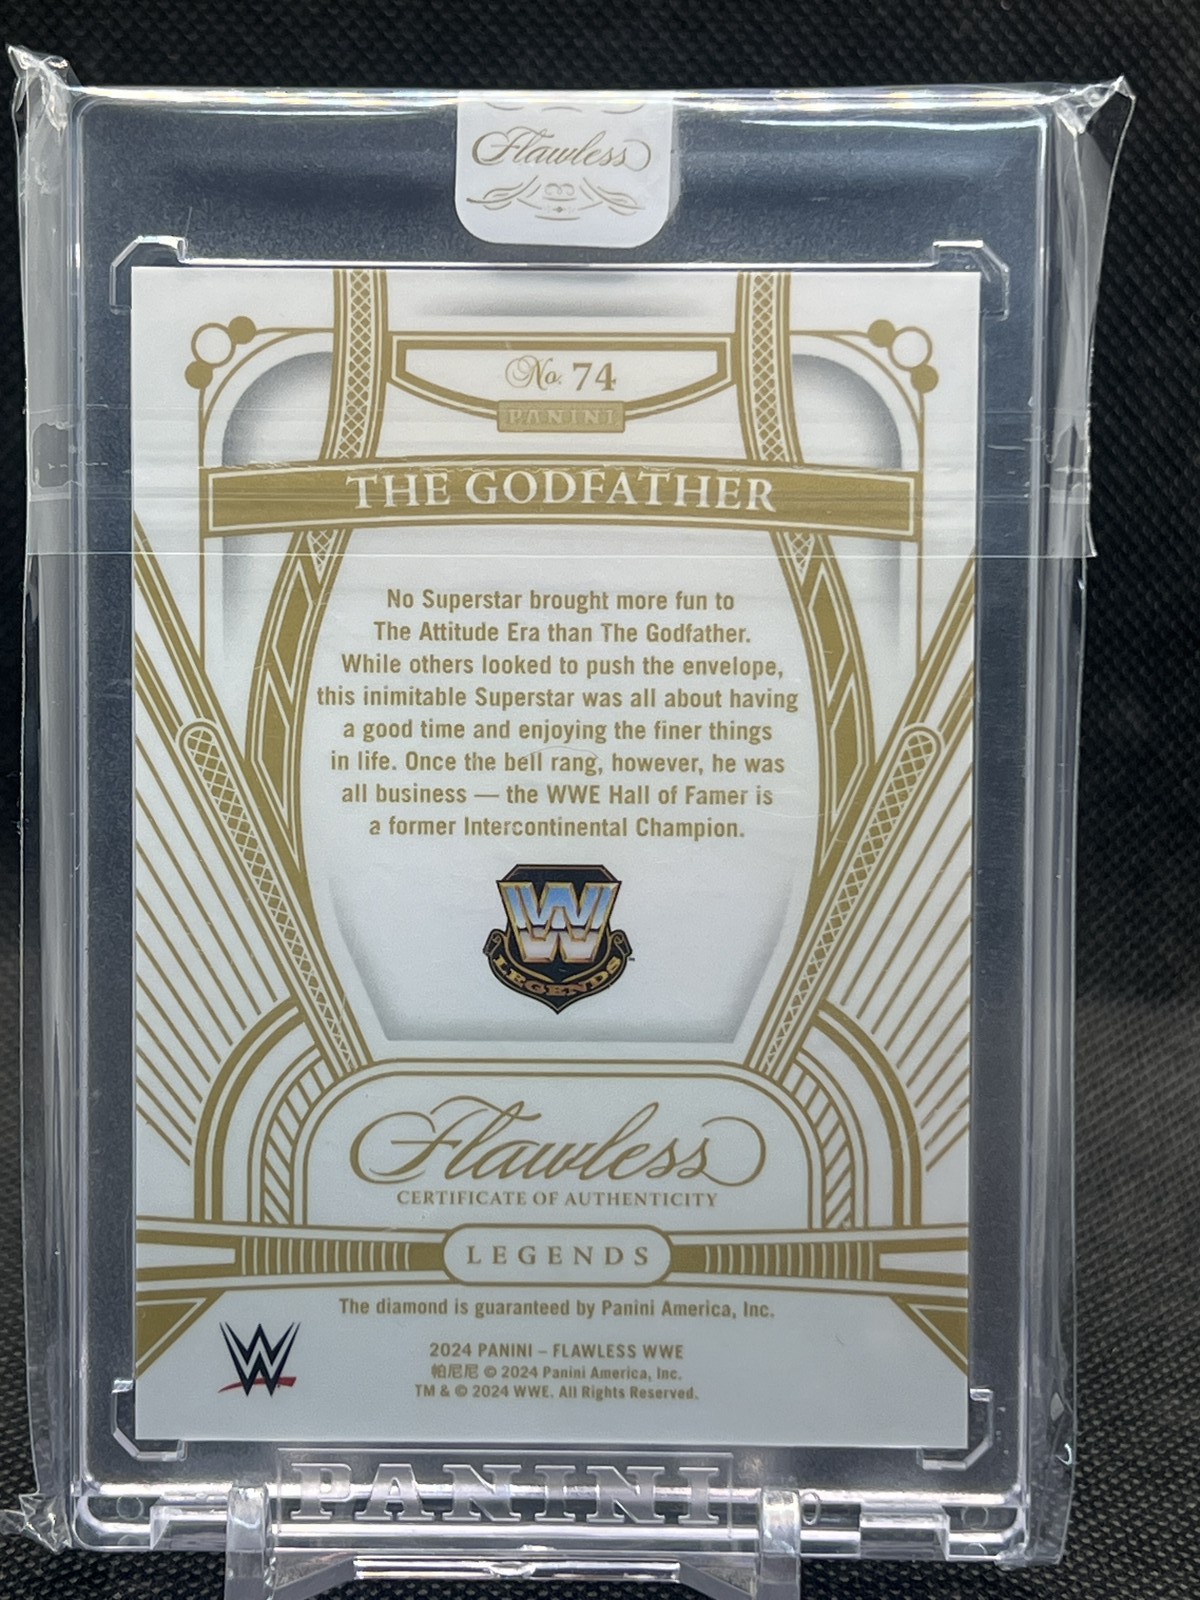 Flawless
No. 74
PANINI
THE GODFATHER
No Superstar brought more fun to
The Attitude Era than The Godfather.
While others looked to push the envelope,
this inimitable Superstar was all about having
a good time and enjoying the finer things
in life. Once the bell rang, however, he was
all business — the WWE Hall of Famer is
a former Intercontinental Champion.
WW
LEGENDS
Flawless
CERTIFICATE OF AUTHENTICITY
LEGENDS
The diamond is guaranteed by Panini America, Inc.
W
2024 PANINI – FLAWLESS WWE
帕尼尼 © 2024 Panini America, Inc.
TM & © 2024 WWE. All Rights Reserved.
PANINI